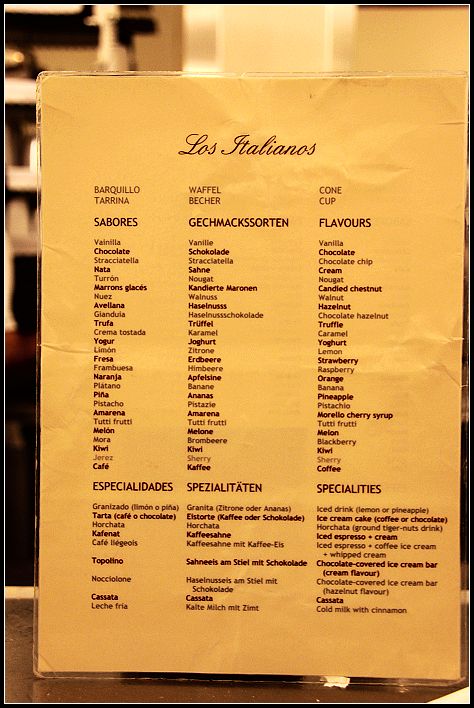 Los Italianos
BARQUILLO WAFFEL CONE
TARRINA BECHER CUP
SABORES GECHMACKSSORTEN FLAVOURS
Vainilla Vanille Vanilla
Chocolate Schokolade Chocolate
Stracciatella Stracciatella Chocolate chip
Nata Sahne Cream
Turrón Nougat Nougat
Marrons glacés Kandierte Maronen Candied chestnut
Nuez Walnuss Walnut
Avellana Haselnusss Hazelnut
Gianduia Haselnussschokolade Chocolate hazelnut
Trufa Trüffel Truffle
Crema tostada Karamel Caramel
Yogur Joghurt Yoghurt
Limón Zitrone Lemon
Fresa Erdbeere Strawberry
Frambuesa Himbeere Raspberry
Naranja Apfelsine Orange
Plátano Banane Banana
Piña Ananas Pineapple
Pistacho Pistazie Pistachio
Amarena Amarena Morello cherry syrup
Tutti frutti Tutti frutti Tutti frutti
Melón Melone Melon
Mora Brombeere Blackberry
Kiwi Kiwi Kiwi
Jerez Sherry Sherry
Café Kaffee Coffee
ESPECIALIDADES SPEZIALITÄTEN SPECIALITIES
Granizado (limón o piña) Granita (Zitrone oder Ananas) Iced drink (lemon or pineapple)
Tarta (café o chocolate) Eistorte (Kaffee oder Schokolade) Ice cream cake (coffee or chocolate)
Horchata Horchata Horchata (ground tiger-nuts drink)
Kafenat Kaffeesahne Iced espresso + cream
Café liégeois Kaffeesahne mit Kaffee-Eis Iced espresso + coffee ice cream
+ whipped cream
Topolino Sahneeis am Stiel mit Schokolade Chocolate-covered ice cream bar
(cream flavour)
Nocciolone Haselnusseis am Stiel mit Chocolate-covered ice cream bar
Schokolade (hazelnut flavour)
Cassata Cassata Cassata
Leche fría Kalte Milch mit Zimt Cold milk with cinnamon